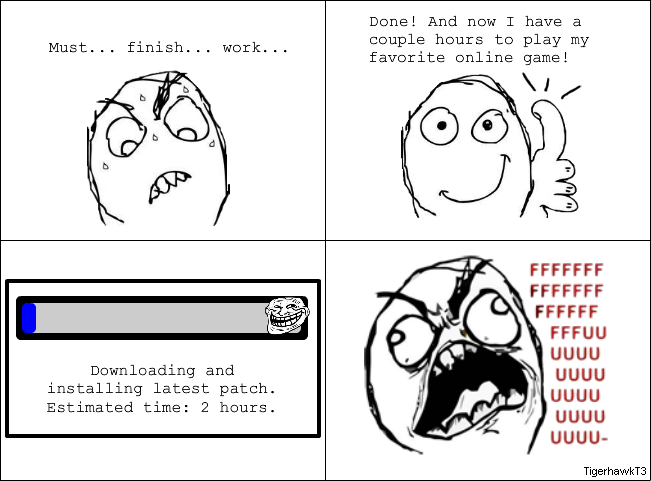 Must... finish... work...
Done! And now I have a
couple hours to play my
favorite online game!
Downloading and
installing latest patch.
Estimated time: 2 hours.
FFFFFFF
FFFFFFF
FFFFFF
FFFUU
UUUU
UUUU
UUUU
UUUU
UUUU-
TigerhawkT3